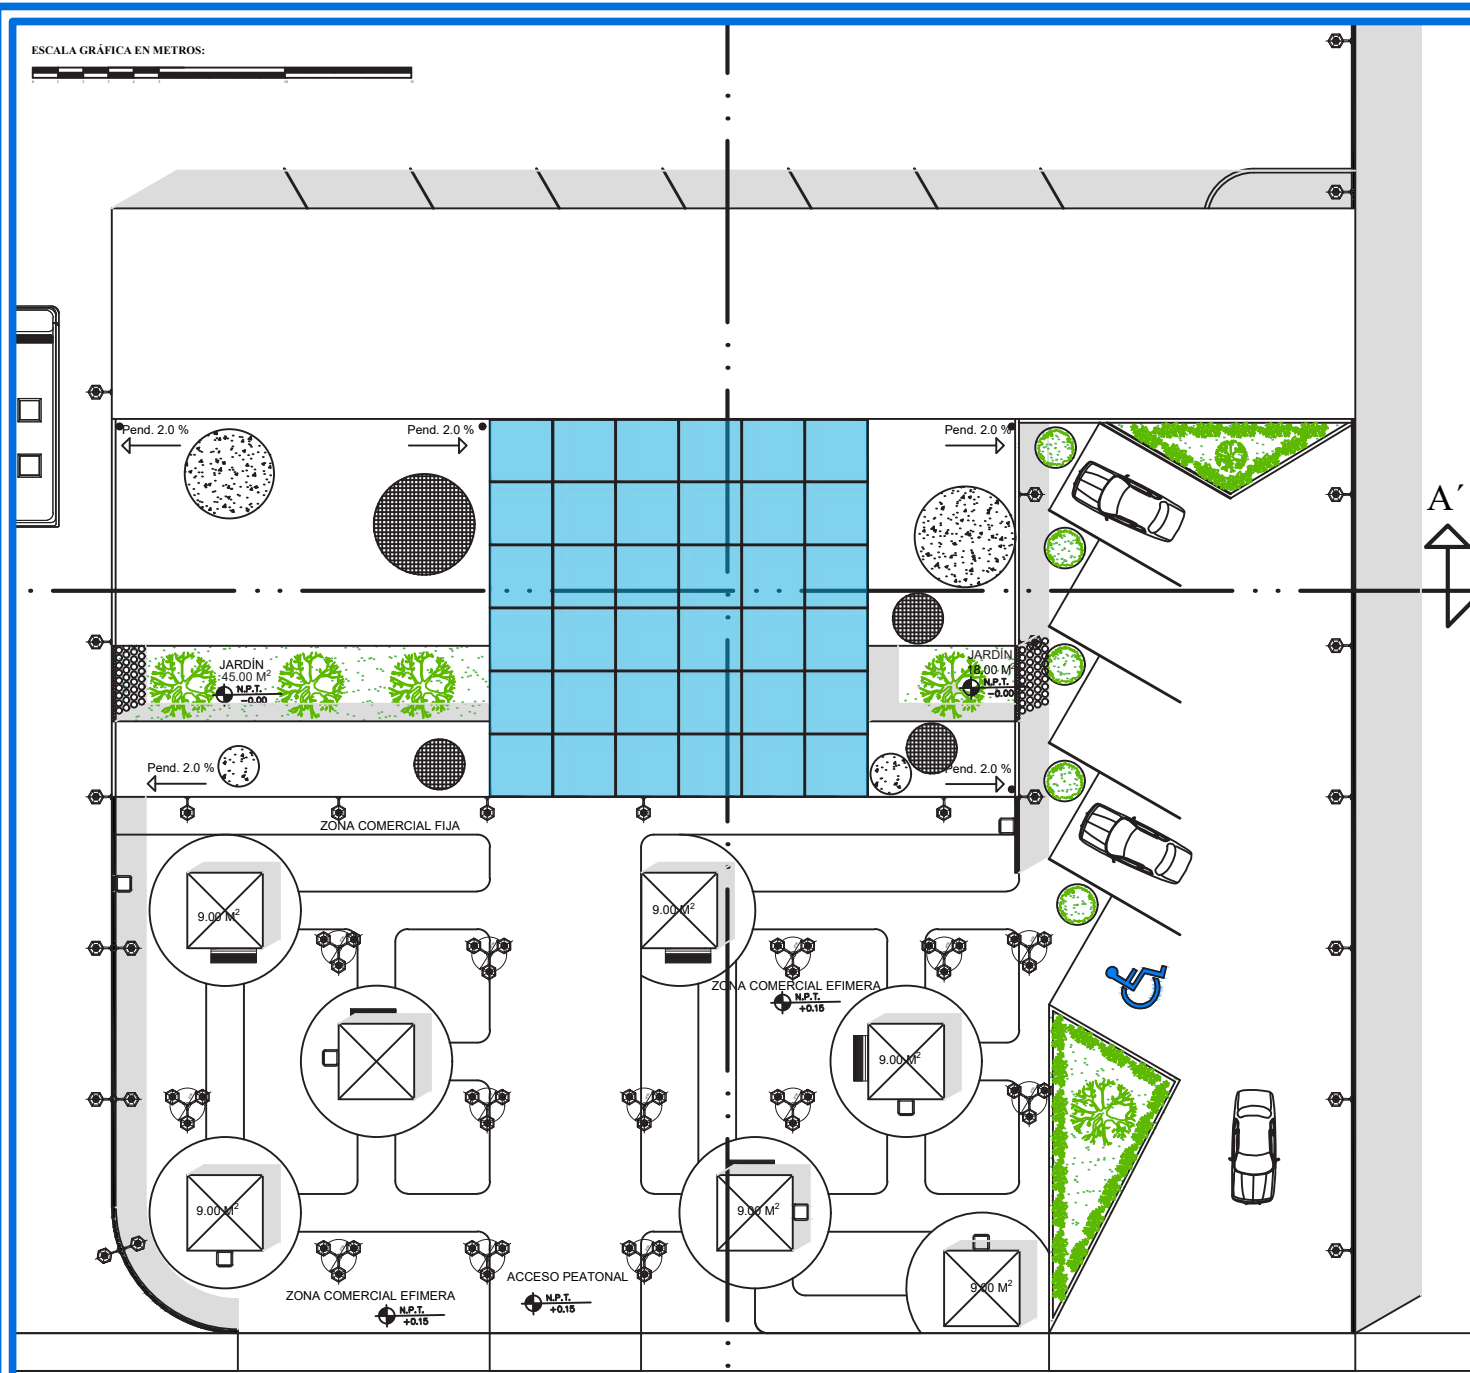 ESCALA GRÁFICA EN METROS:
Pend. 2.0 %
Pend. 2.0 %
Pend. 2.0 %
A´
JARDÍN
45.00 M²
N.P.T.
-0.00
JARDÍN
18.00 M²
N.P.T.
-0.00
Pend. 2.0 %
Pend. 2.0 %
ZONA COMERCIAL FIJA
9.00 M²
9.00 M²
ZONA COMERCIAL EFIMERA
N.P.T.
+0.15
9.00 M²
9.00 M²
9.00 M²
9.00 M²
ACCESO PEATONAL
N.P.T.
+0.15
ZONA COMERCIAL EFIMERA
N.P.T.
+0.15